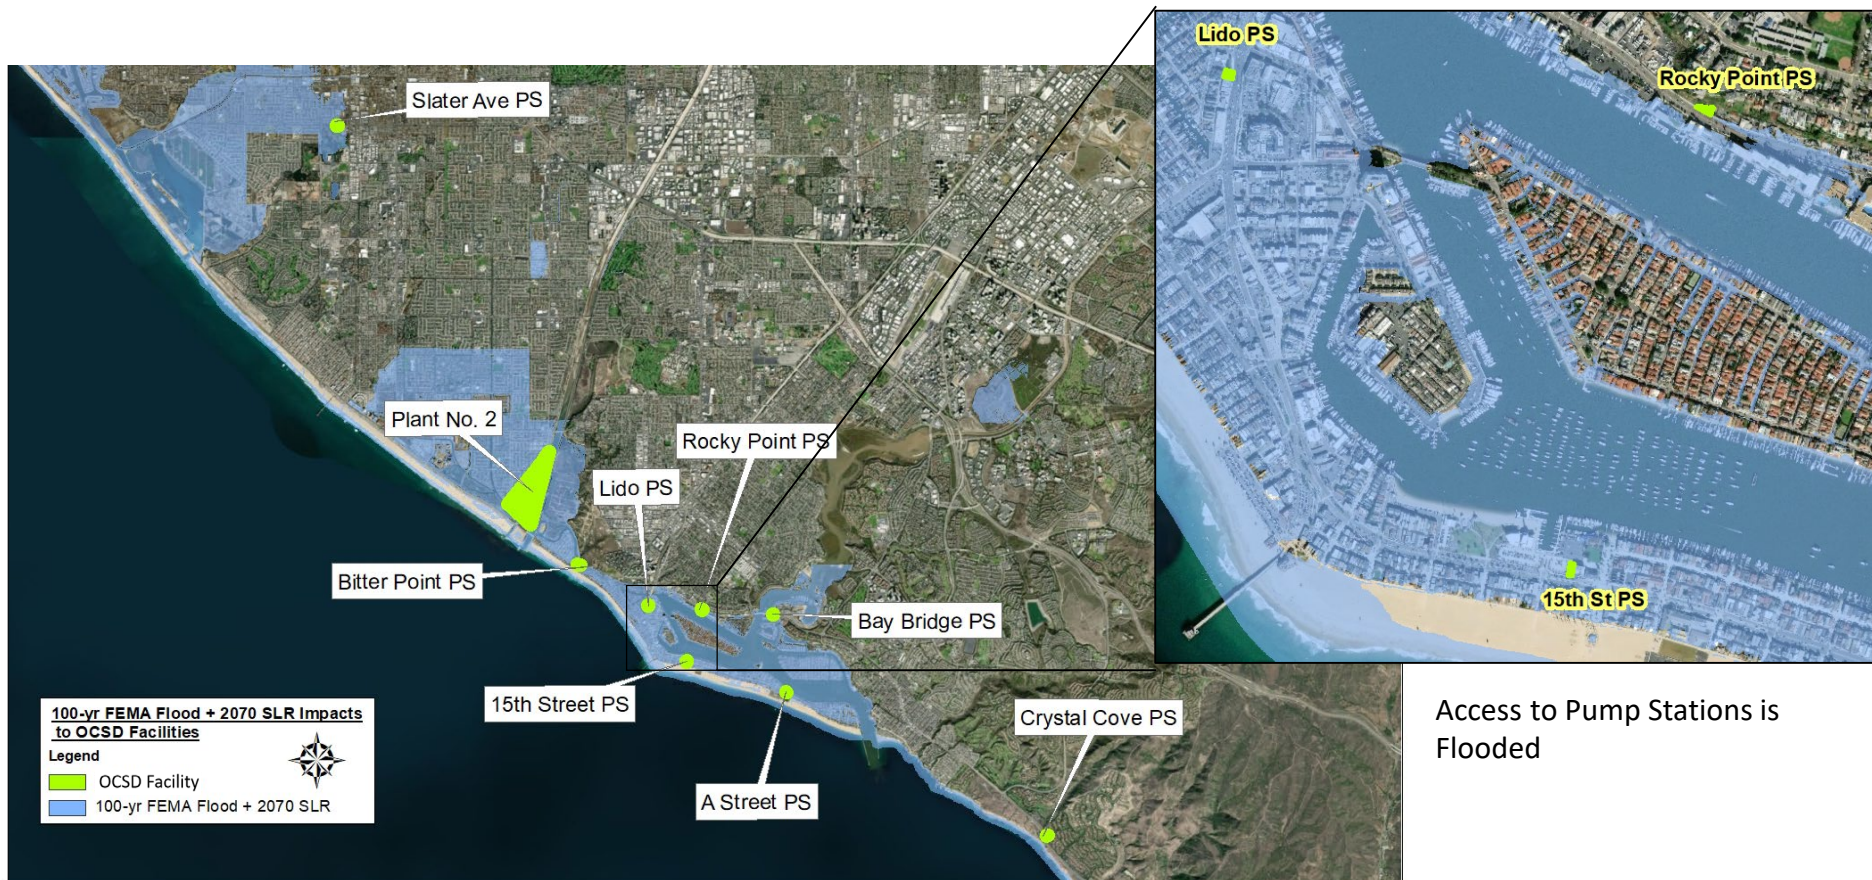 Slater Ave PS
Plant No. 2
Rocky Point PS
Lido PS
Bitter Point PS
Bay Bridge PS
15th Street PS
A Street PS
Crystal Cove PS
100-yr FEMA Flood + 2070 SLR Impacts
to OCSD Facilities
Legend
OCSD Facility
100-yr FEMA Flood + 2070 SLR
Lido PS
Rocky Point PS
15th St PS
Access to Pump Stations is
Flooded